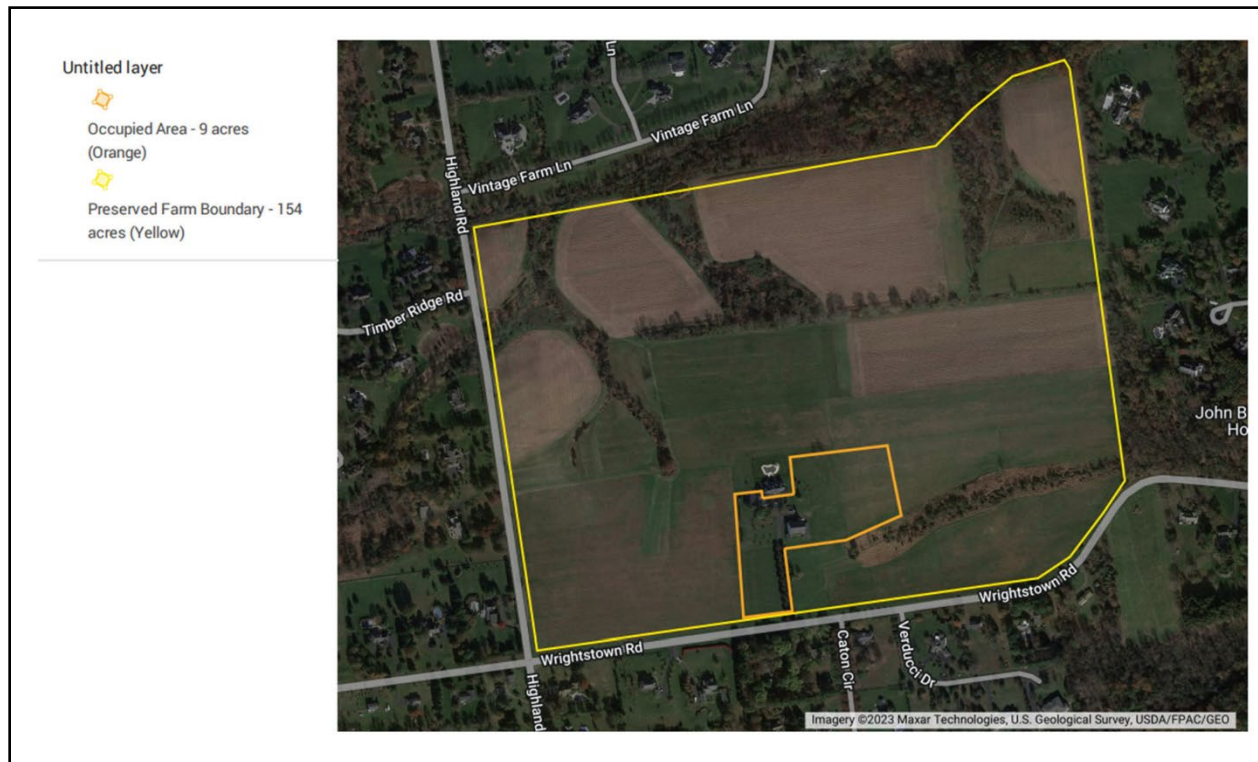 Untitled layer
Occupied Area - 9 acres
(Orange)
Preserved Farm Boundary - 154
acres (Yellow)
Ln
Vintage Farm Ln
Vintage Farm Ln
Highland Rd
Timber Ridge Rd
John B
Ho
Wrightstown Rd
Wrightstown Rd
Caton Cir
Verducci Dr
Highland
Imagery ©2023 Maxar Technologies, U.S. Geological Survey, USDA/FPAC/GEO